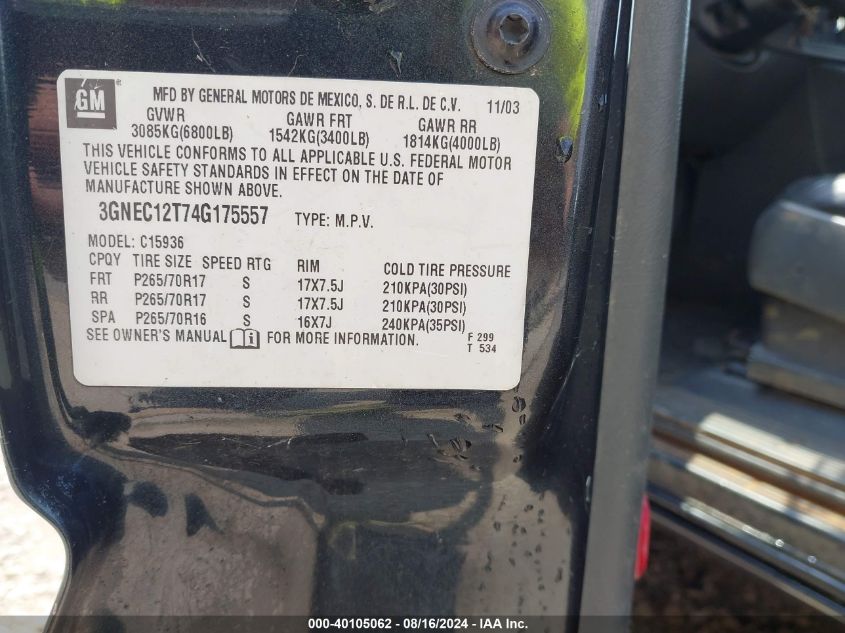 GM
MFD BY GENERAL MOTORS DE MEXICO, S. DE R.L. DE C.V. 11/03
GVWR GAWR FRT GAWR RR
3085KG(6800LB) 1542KG(3400LB) 1814KG(4000LB)
THIS VEHICLE CONFORMS TO ALL APPLICABLE U.S. FEDERAL MOTOR
VEHICLE SAFETY STANDARDS IN EFFECT ON THE DATE OF
MANUFACTURE SHOWN ABOVE.
3GNEC12T74G175557 TYPE: M.P.V.
MODEL: C15936
CPQY TIRE SIZE SPEED RTG RIM COLD TIRE PRESSURE
FRT P265/70R17 S 17X7.5J 210KPA(30PSI)
RR P265/70R17 S 17X7.5J 210KPA(30PSI)
SPA P265/70R16 S 16X7J 240KPA(35PSI)
SEE OWNER'S MANUAL i FOR MORE INFORMATION.
F 299
T 534
000-40105062 - 08/16/2024 - IAA Inc.